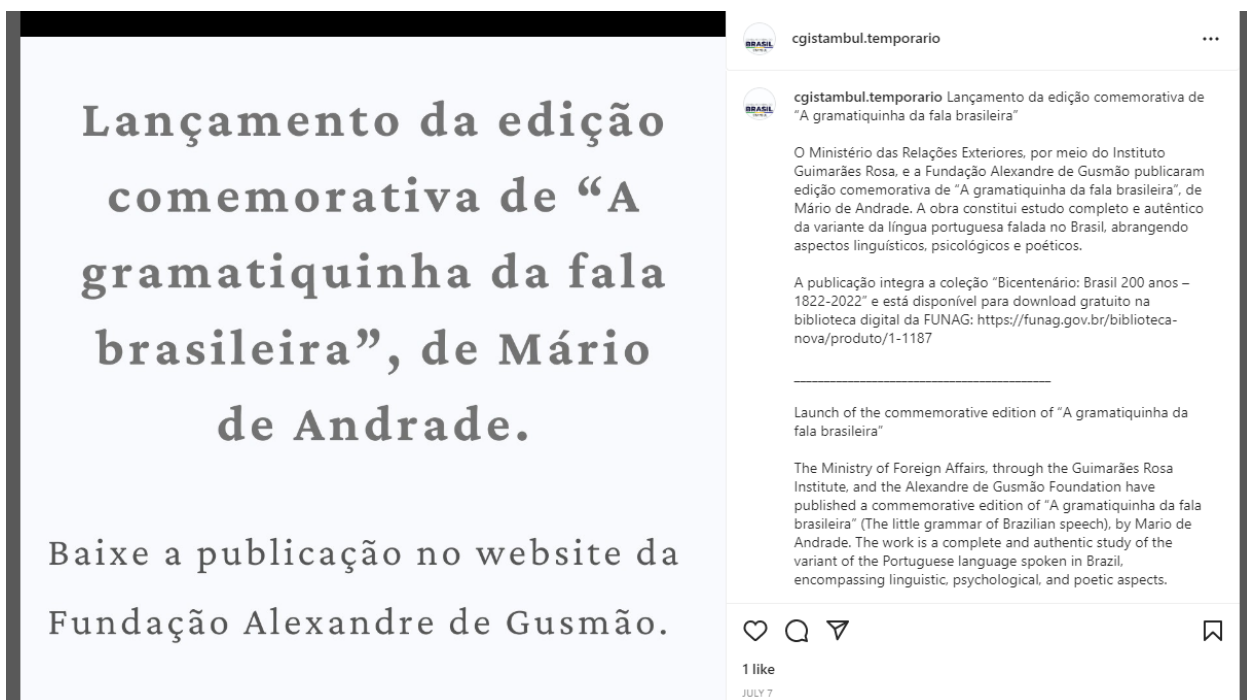 Lançamento da edição
comemorativa de “A
gramatiquinha da fala
brasileira”, de Mário
de Andrade.
Baixe a publicação no website da
Fundação Alexandre de Gusmão.
BRASIL
cgistambul.temporario
BRASIL
cgistambul.temporario Lançamento da edição comemorativa de
“A gramatiquinha da fala brasileira”
O Ministério das Relações Exteriores, por meio do Instituto
Guimarães Rosa, e a Fundação Alexandre de Gusmão publicaram
edição comemorativa de “A gramatiquinha da fala brasileira”, de
Mário de Andrade. A obra constitui estudo completo e autêntico
da variante da língua portuguesa falada no Brasil, abrangendo
aspectos linguísticos, psicológicos e poéticos.
A publicação integra a coleção “Bicentenário: Brasil 200 anos –
1822-2022” e está disponível para download gratuito na
biblioteca digital da FUNAG: https://funag.gov.br/biblioteca-
nova/produto/1-1187
___________________________________________
Launch of the commemorative edition of “A gramatiquinha da
fala brasileira”
The Ministry of Foreign Affairs, through the Guimarães Rosa
Institute, and the Alexandre de Gusmão Foundation have
published a commemorative edition of “A gramatiquinha da fala
brasileira” (The little grammar of Brazilian speech), by Mario de
Andrade. The work is a complete and authentic study of the
variant of the Portuguese language spoken in Brazil,
encompassing linguistic, psychological, and poetic aspects.
1 like
JULY 7